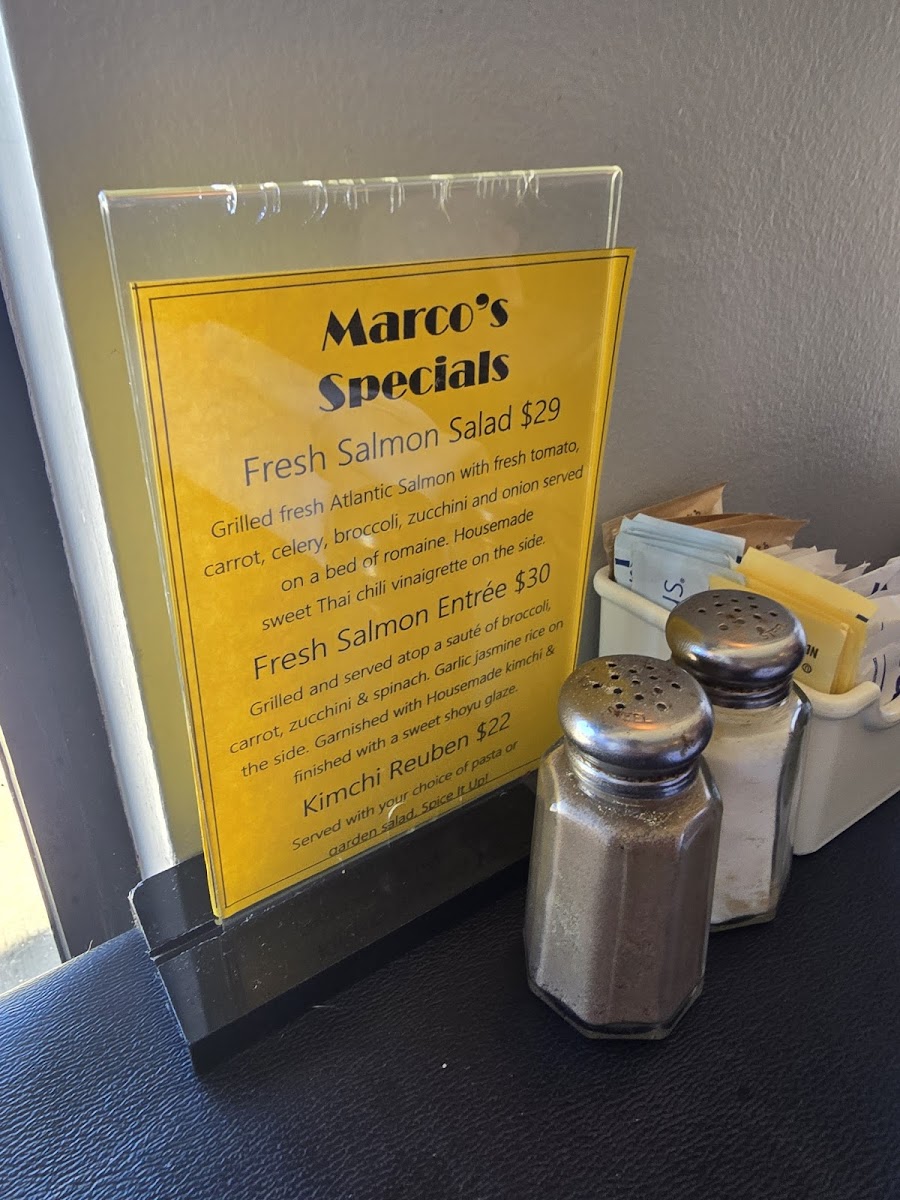 Marco's
Specials
Fresh Salmon Salad $29
Grilled fresh Atlantic Salmon with fresh tomato,
carrot, celery, broccoli, zucchini and onion served
on a bed of romaine. Housemade
sweet Thai chili vinaigrette on the side.
Fresh Salmon Entrée $30
Grilled and served atop a sauté of broccoli,
carrot, zucchini & spinach. Garlic jasmine rice on
the side. Garnished with Housemade kimchi &
finished with a sweet shoyu glaze.
Kimchi Reuben $22
Served with your choice of pasta or
garden salad. Spice It Up!